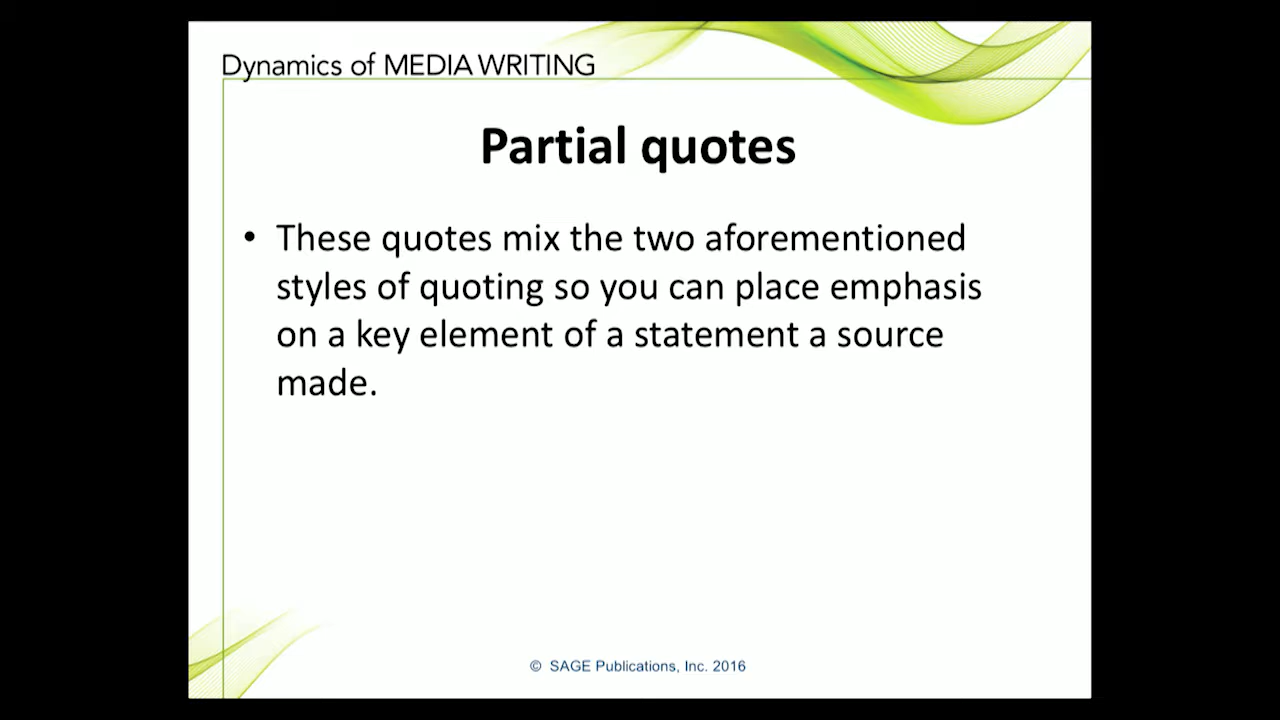 Dynamics of MEDIA WRITING
Partial quotes
• These quotes mix the two aforementioned
styles of quoting so you can place emphasis
on a key element of a statement a source
made.
© SAGE Publications, Inc. 2016